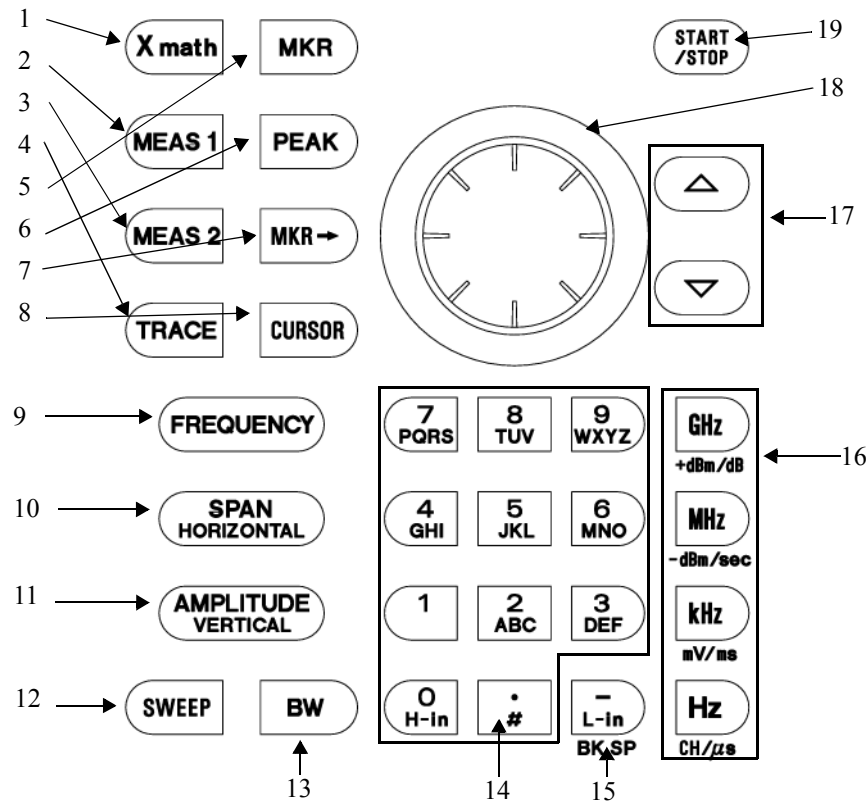 1
X math
MKR
START
/STOP
19
2
18
3
MEAS 1
PEAK
4
5
6
17
MEAS 2
MKR→
7
8
TRACE
CURSOR
9
FREQUENCY
7
PQRS
8
TUV
9
WXYZ
GHz
+dBm/dB
16
10
SPAN
HORIZONTAL
4
GHI
5
JKL
6
MNO
MHz
-dBm/sec
11
AMPLITUDE
VERTICAL
1
2
ABC
3
DEF
kHz
mV/ms
12
SWEEP
BW
0
H-in
.
#
-
L-in
BK SP
Hz
CH/μs
13
14
15